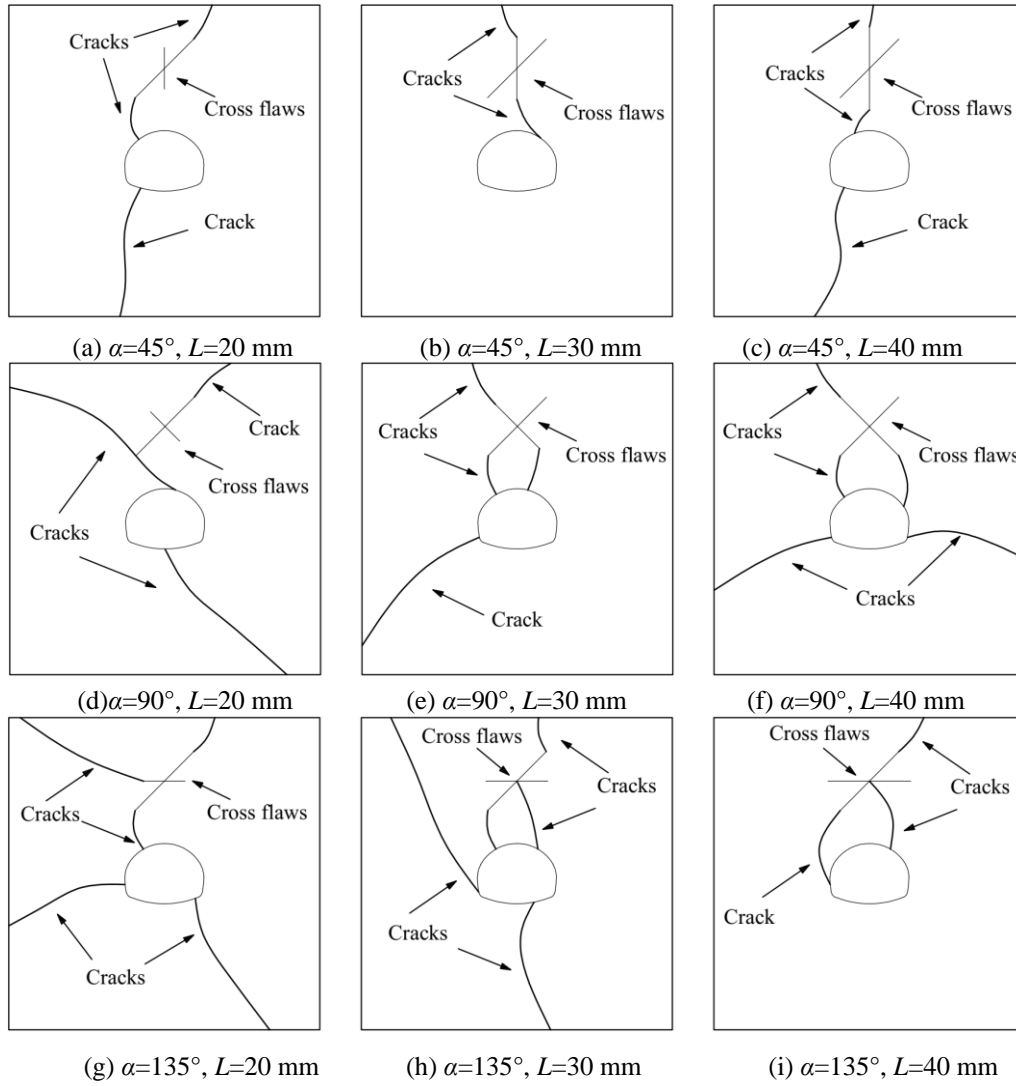 Cracks
Cross flaws
Crack
(a) α=45°, L=20 mm
Cracks
Cross flaws
(b) α=45°, L=30 mm
Cracks
Cross flaws
Crack
(c) α=45°, L=40 mm
Crack
Cross flaws
Cracks
(d)α=90°, L=20 mm
Cracks
Cross flaws
Crack
(e) α=90°, L=30 mm
Cracks
Cross flaws
Cracks
(f) α=90°, L=40 mm
Cracks
Cross flaws
Cracks
(g) α=135°, L=20 mm
Cross flaws
Cracks
Cracks
(h) α=135°, L=30 mm
Cross flaws
Cracks
Crack
(i) α=135°, L=40 mm